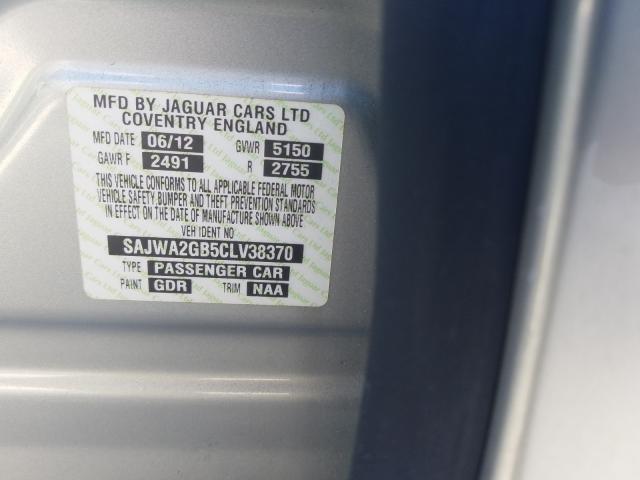 MFD BY JAGUAR CARS LTD
COVENTRY ENGLAND
MFD DATE 06/12 GVWR 5150
GAWR F 2491 R 2755
THIS VEHICLE CONFORMS TO ALL APPLICABLE FEDERAL MOTOR
VEHICLE SAFETY BUMPER AND THEFT PREVENTION STANDARDS
IN EFFECT ON THE DATE OF MANUFACTURE SHOWN ABOVE
VEH IDENT NO
SAJWA2GB5CLV38370
TYPE PASSENGER CAR
PAINT GDR TRIM NAA